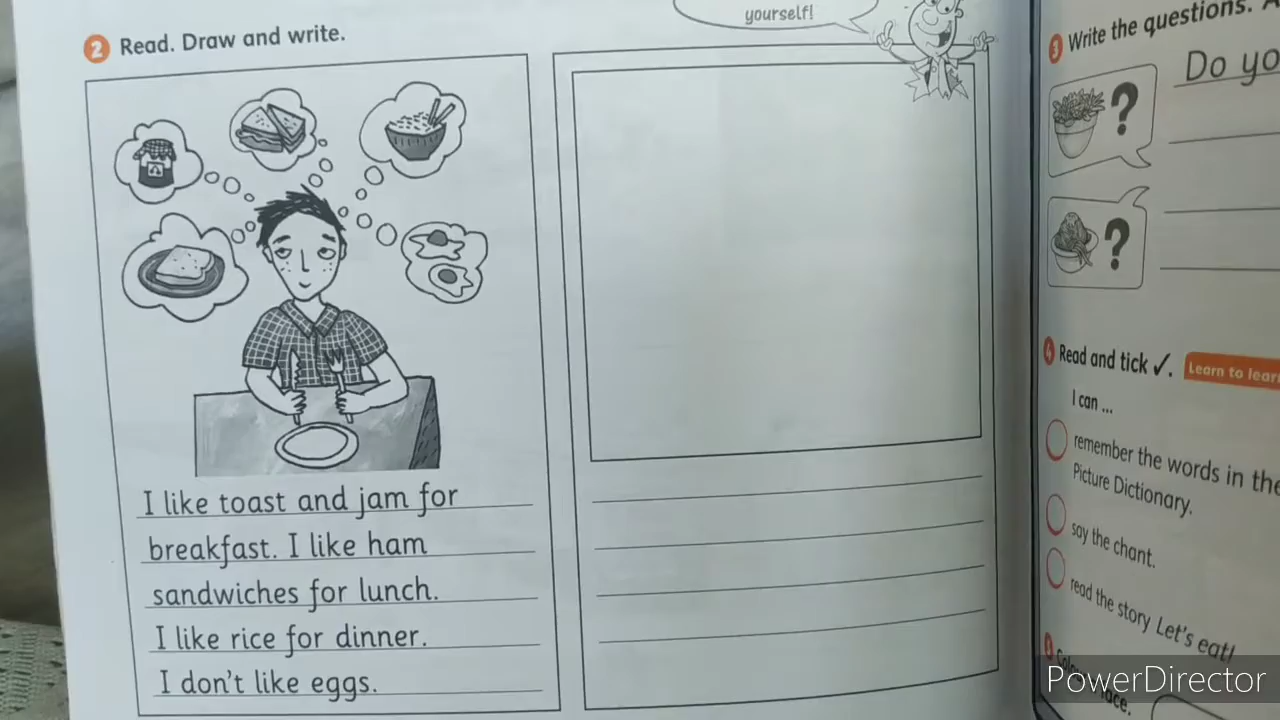 yourself!
2 Read. Draw and write.
I like toast and jam for
breakfast. I like ham
sandwiches for lunch.
I like rice for dinner.
I don't like eggs.
3 Write the questions.
Do yo
?
?
4 Read and tick ✓.
Learn to lear
I can ...
remember the words in the
Picture Dictionary.
say the chant.
read the story Let's eat!
PowerDirector